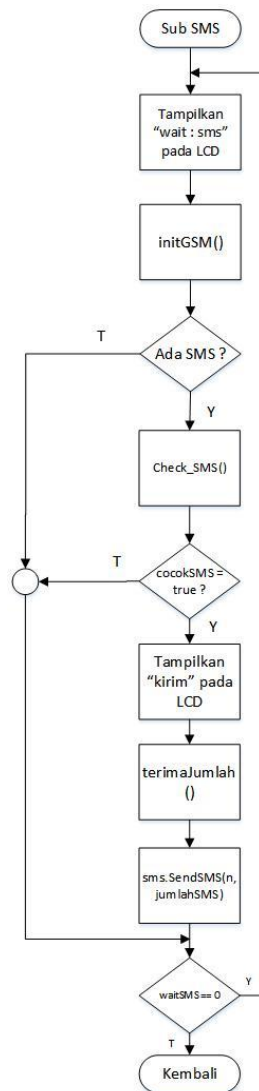 Sub SMS
Tampilkan
“wait : sms”
pada LCD
initGSM()
T
Ada SMS ?
Y
Check_SMS()
T
cocokSMS =
true ?
Y
Tampilkan
“kirim” pada
LCD
terimaJumlah
()
sms.SendSMS(n,
jumlahSMS)
waitSMS== 0
Y
T
Kembali